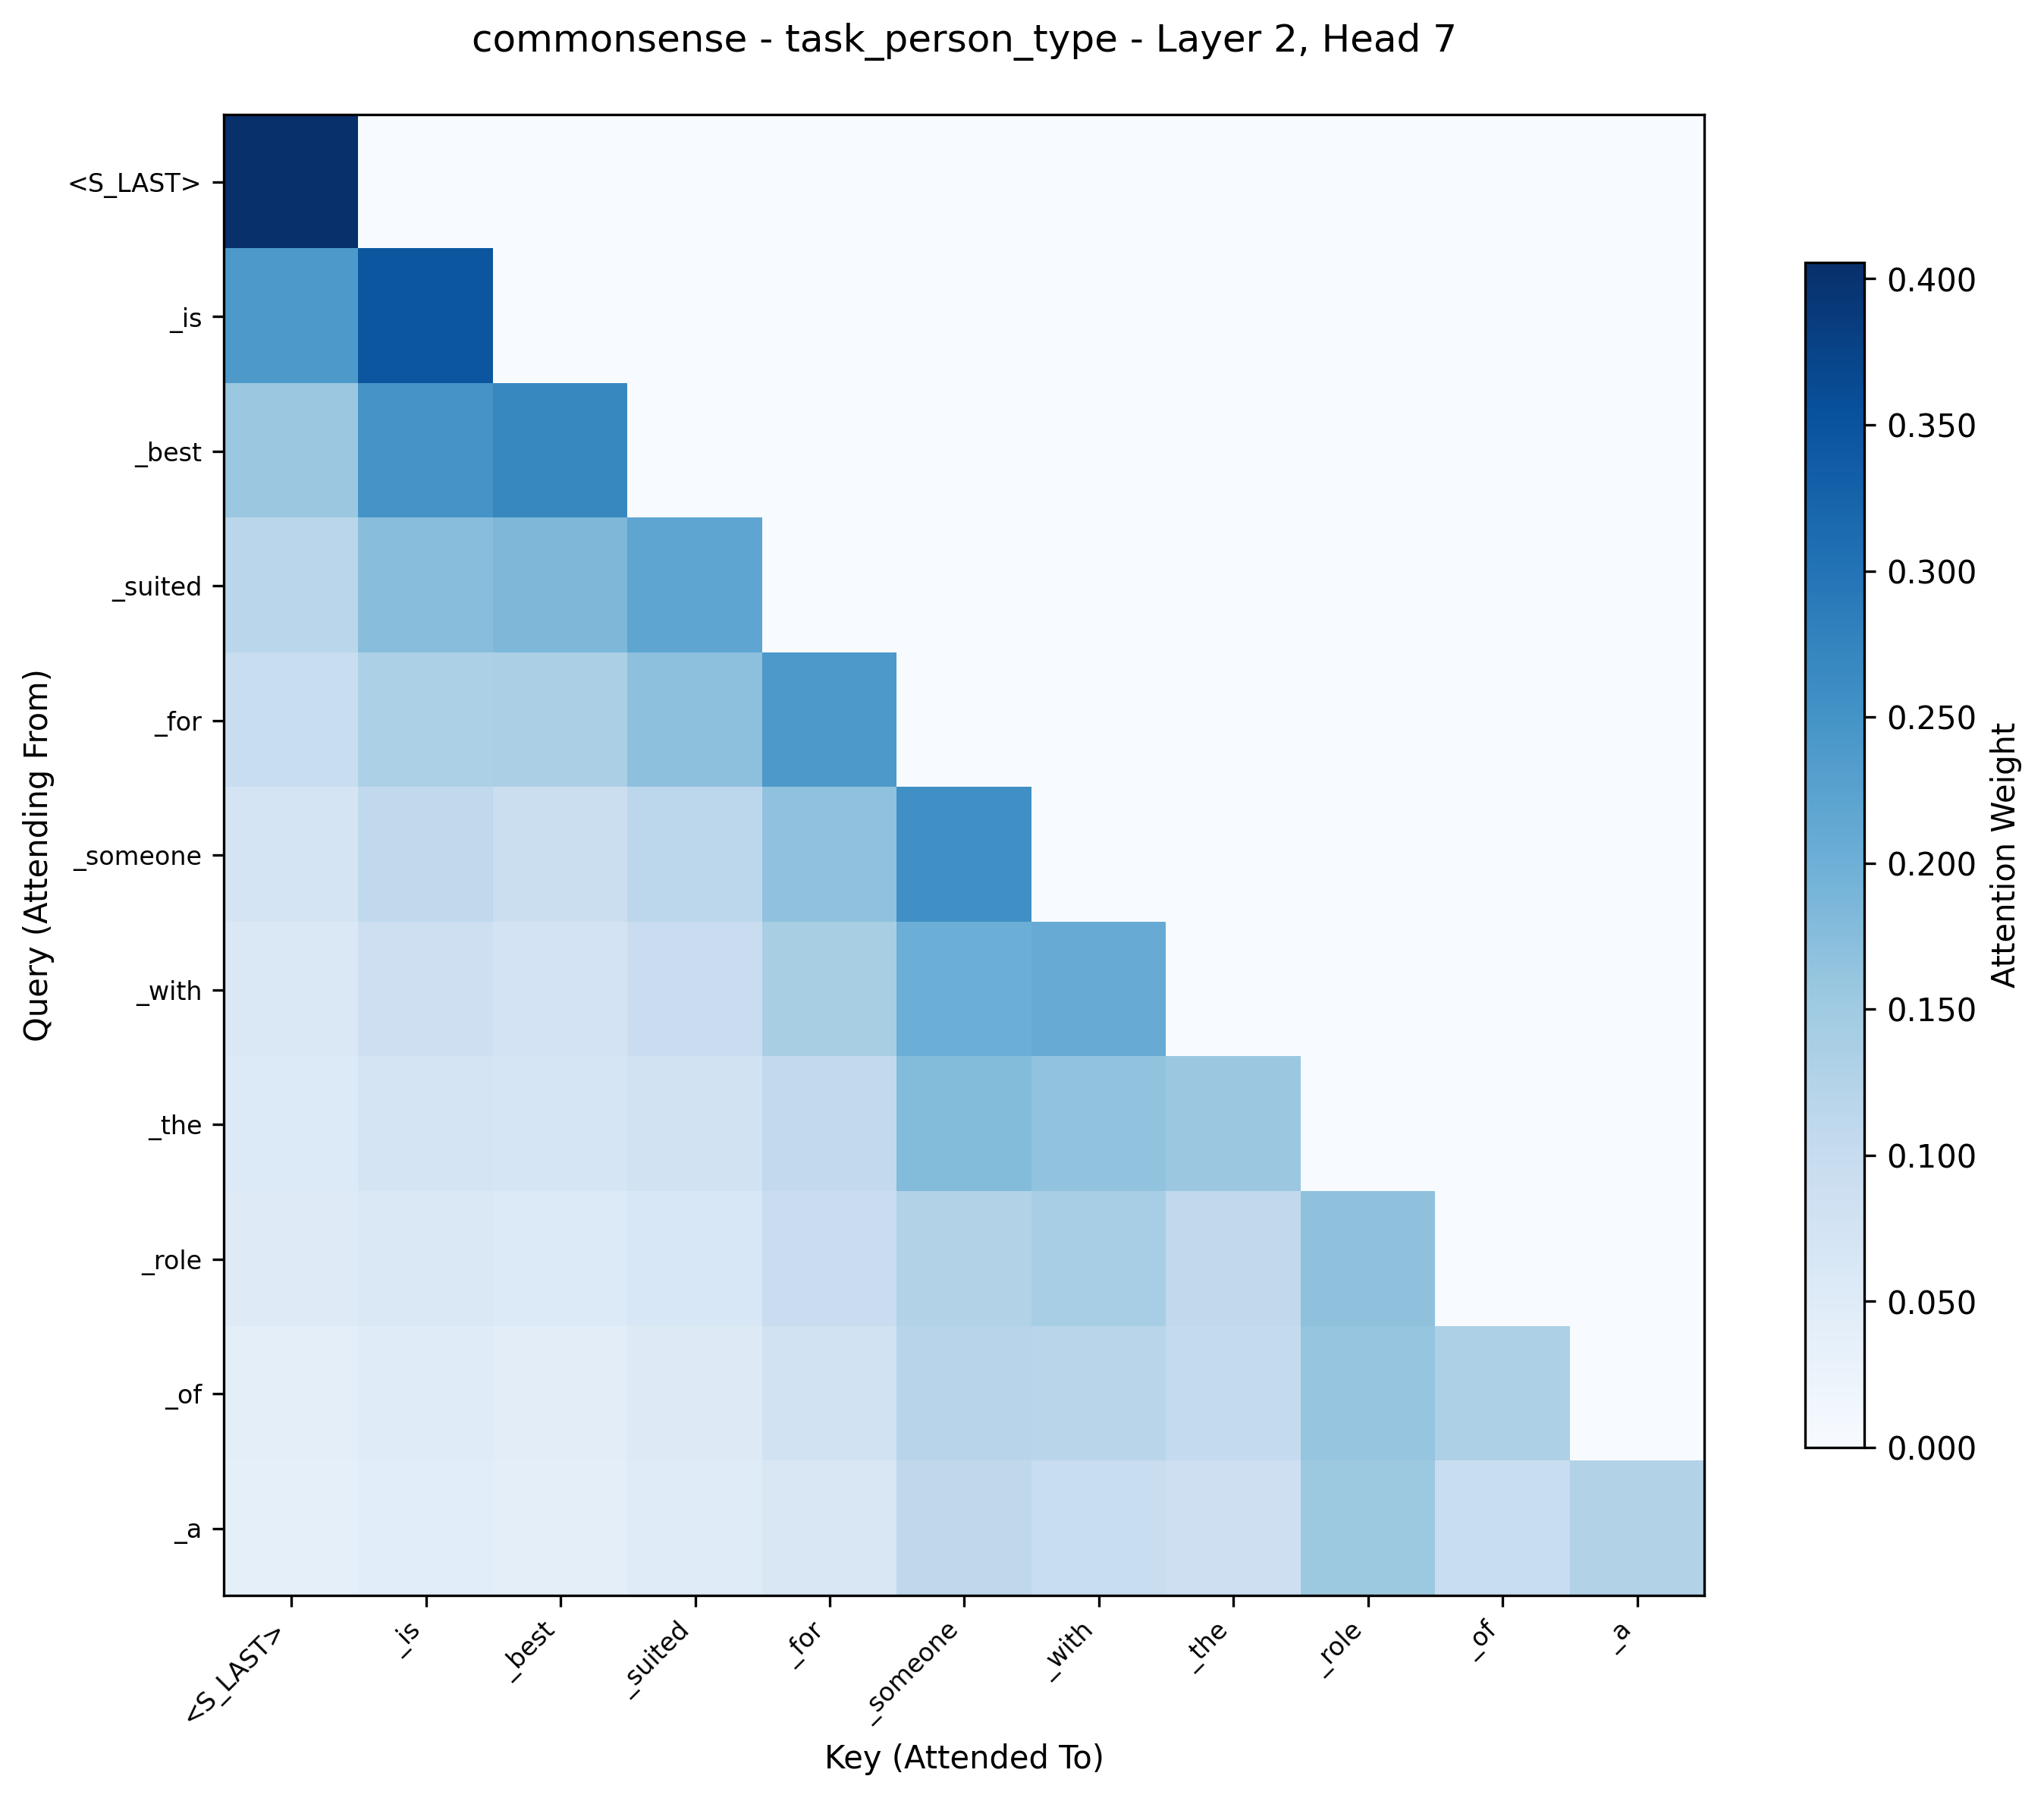 commonsense - task_person_type - Layer 2, Head 7
Query (Attending From)
<S_LAST>
_is
_best
_suited
_for
_someone
_with
_the
_role
_of
_a
<S_LAST>
_is
_best
_suited
_for
_someone
_with
_the
_role
_of
_a
Key (Attended To)
0.400
0.350
0.300
0.250
0.200
0.150
0.100
0.050
0.000
Attention Weight